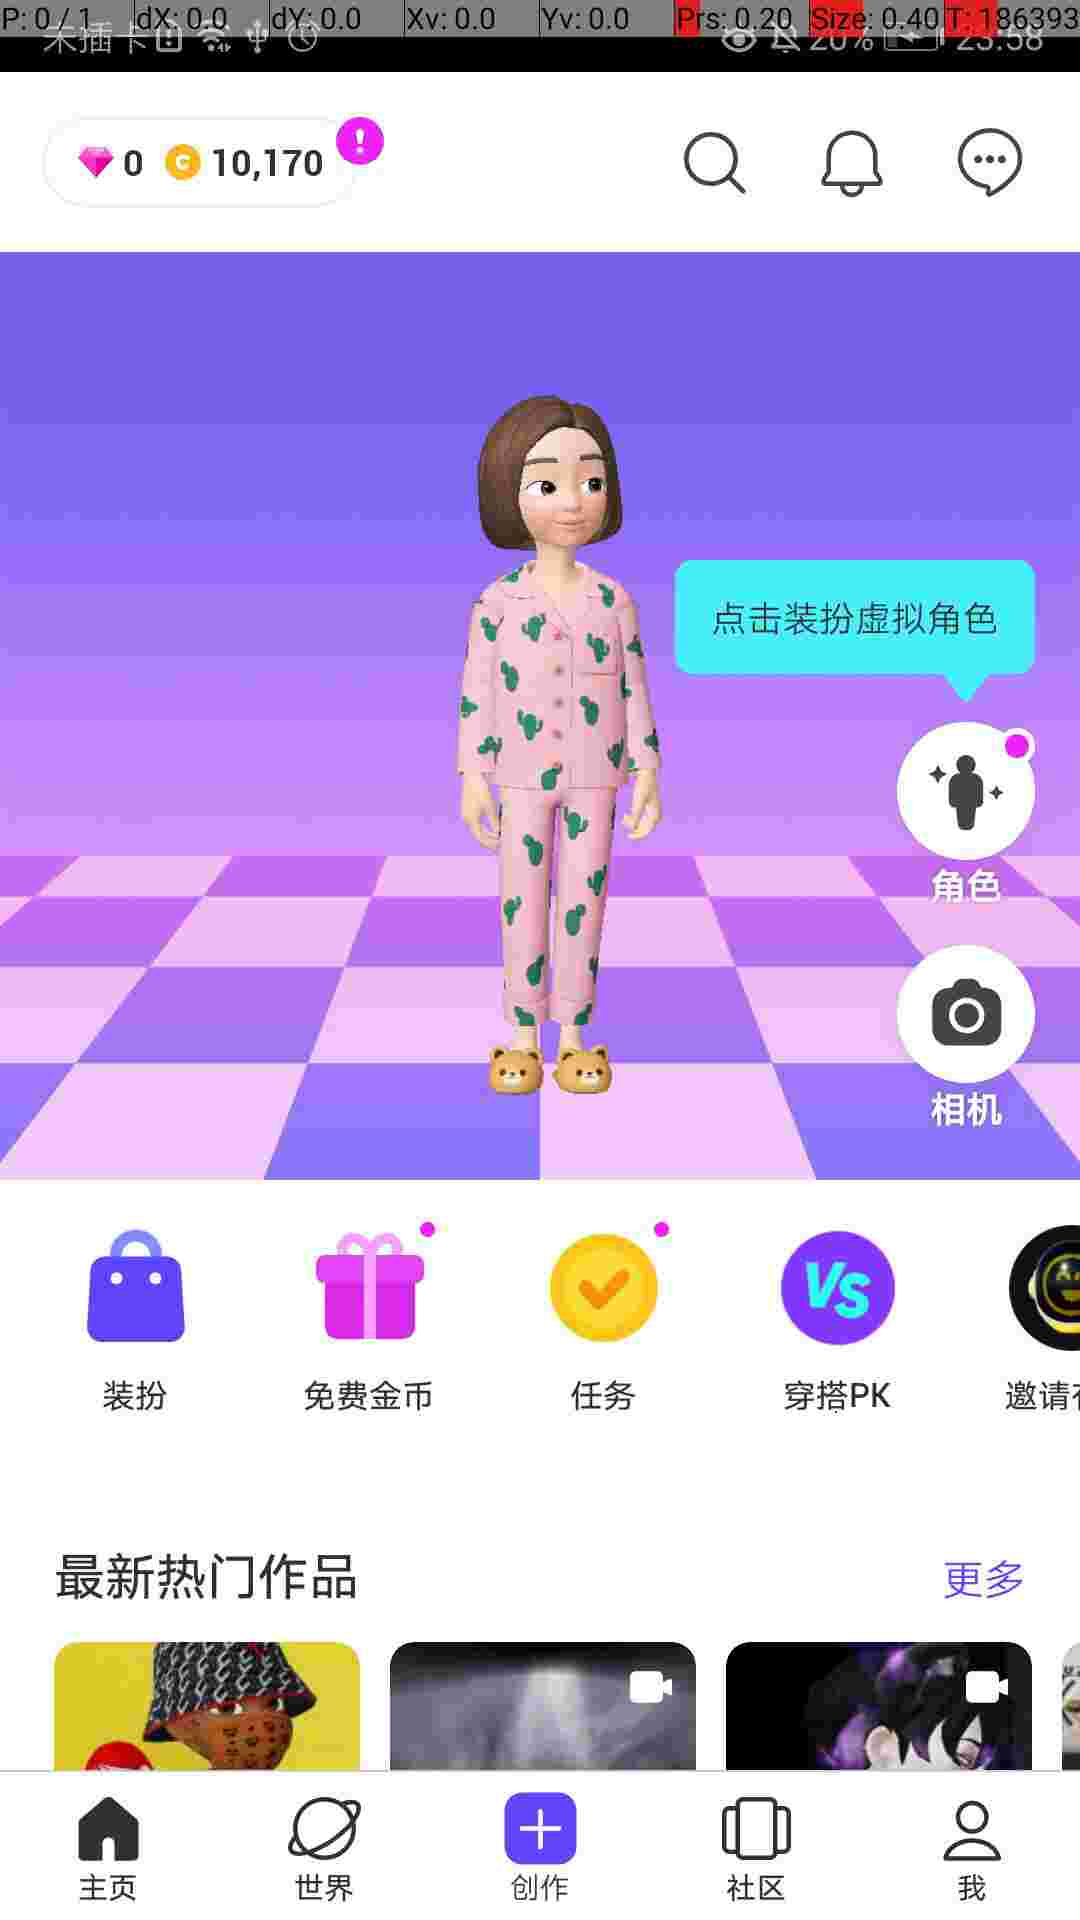 P: 0 / 1 dX: 0.0 dY: 0.0 Xv: 0.0 Yv: 0.0 Prs: 0.20 Size: 0.40 T: 186393
未插卡 20% 23:58
0 C 10,170
点击装扮虚拟角色
角色
相机
VS
装扮 免费金币 任务 穿搭PK 邀请
最新热门作品 更多
主页 世界 创作 社区 我